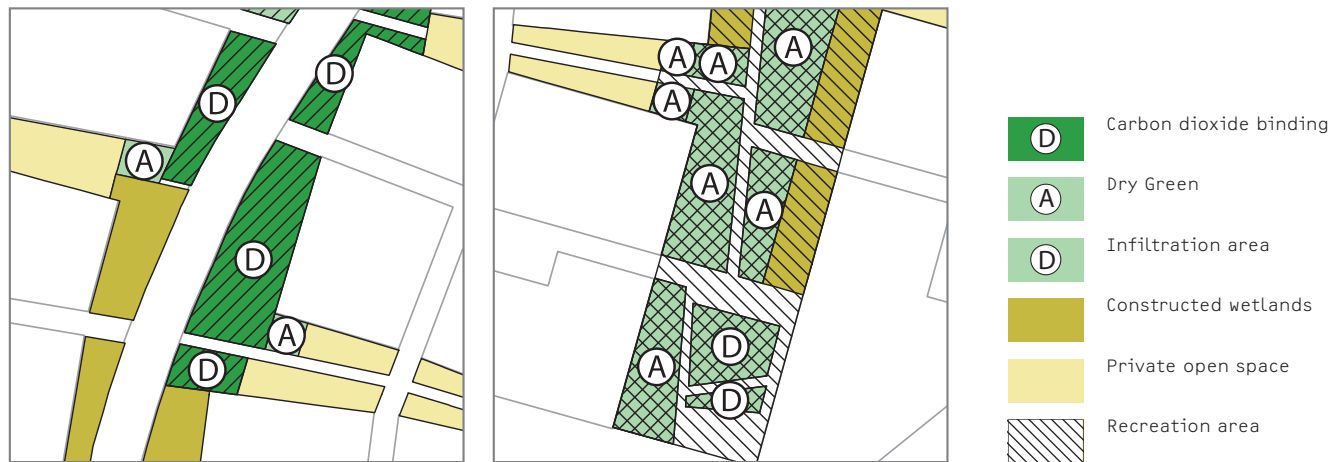 D
D
A
D
A
D
A
A
A
A
A
A
A
D
D
D Carbon dioxide binding
A Dry Green
D Infiltration area
Constructed wetlands
Private open space
Recreation area